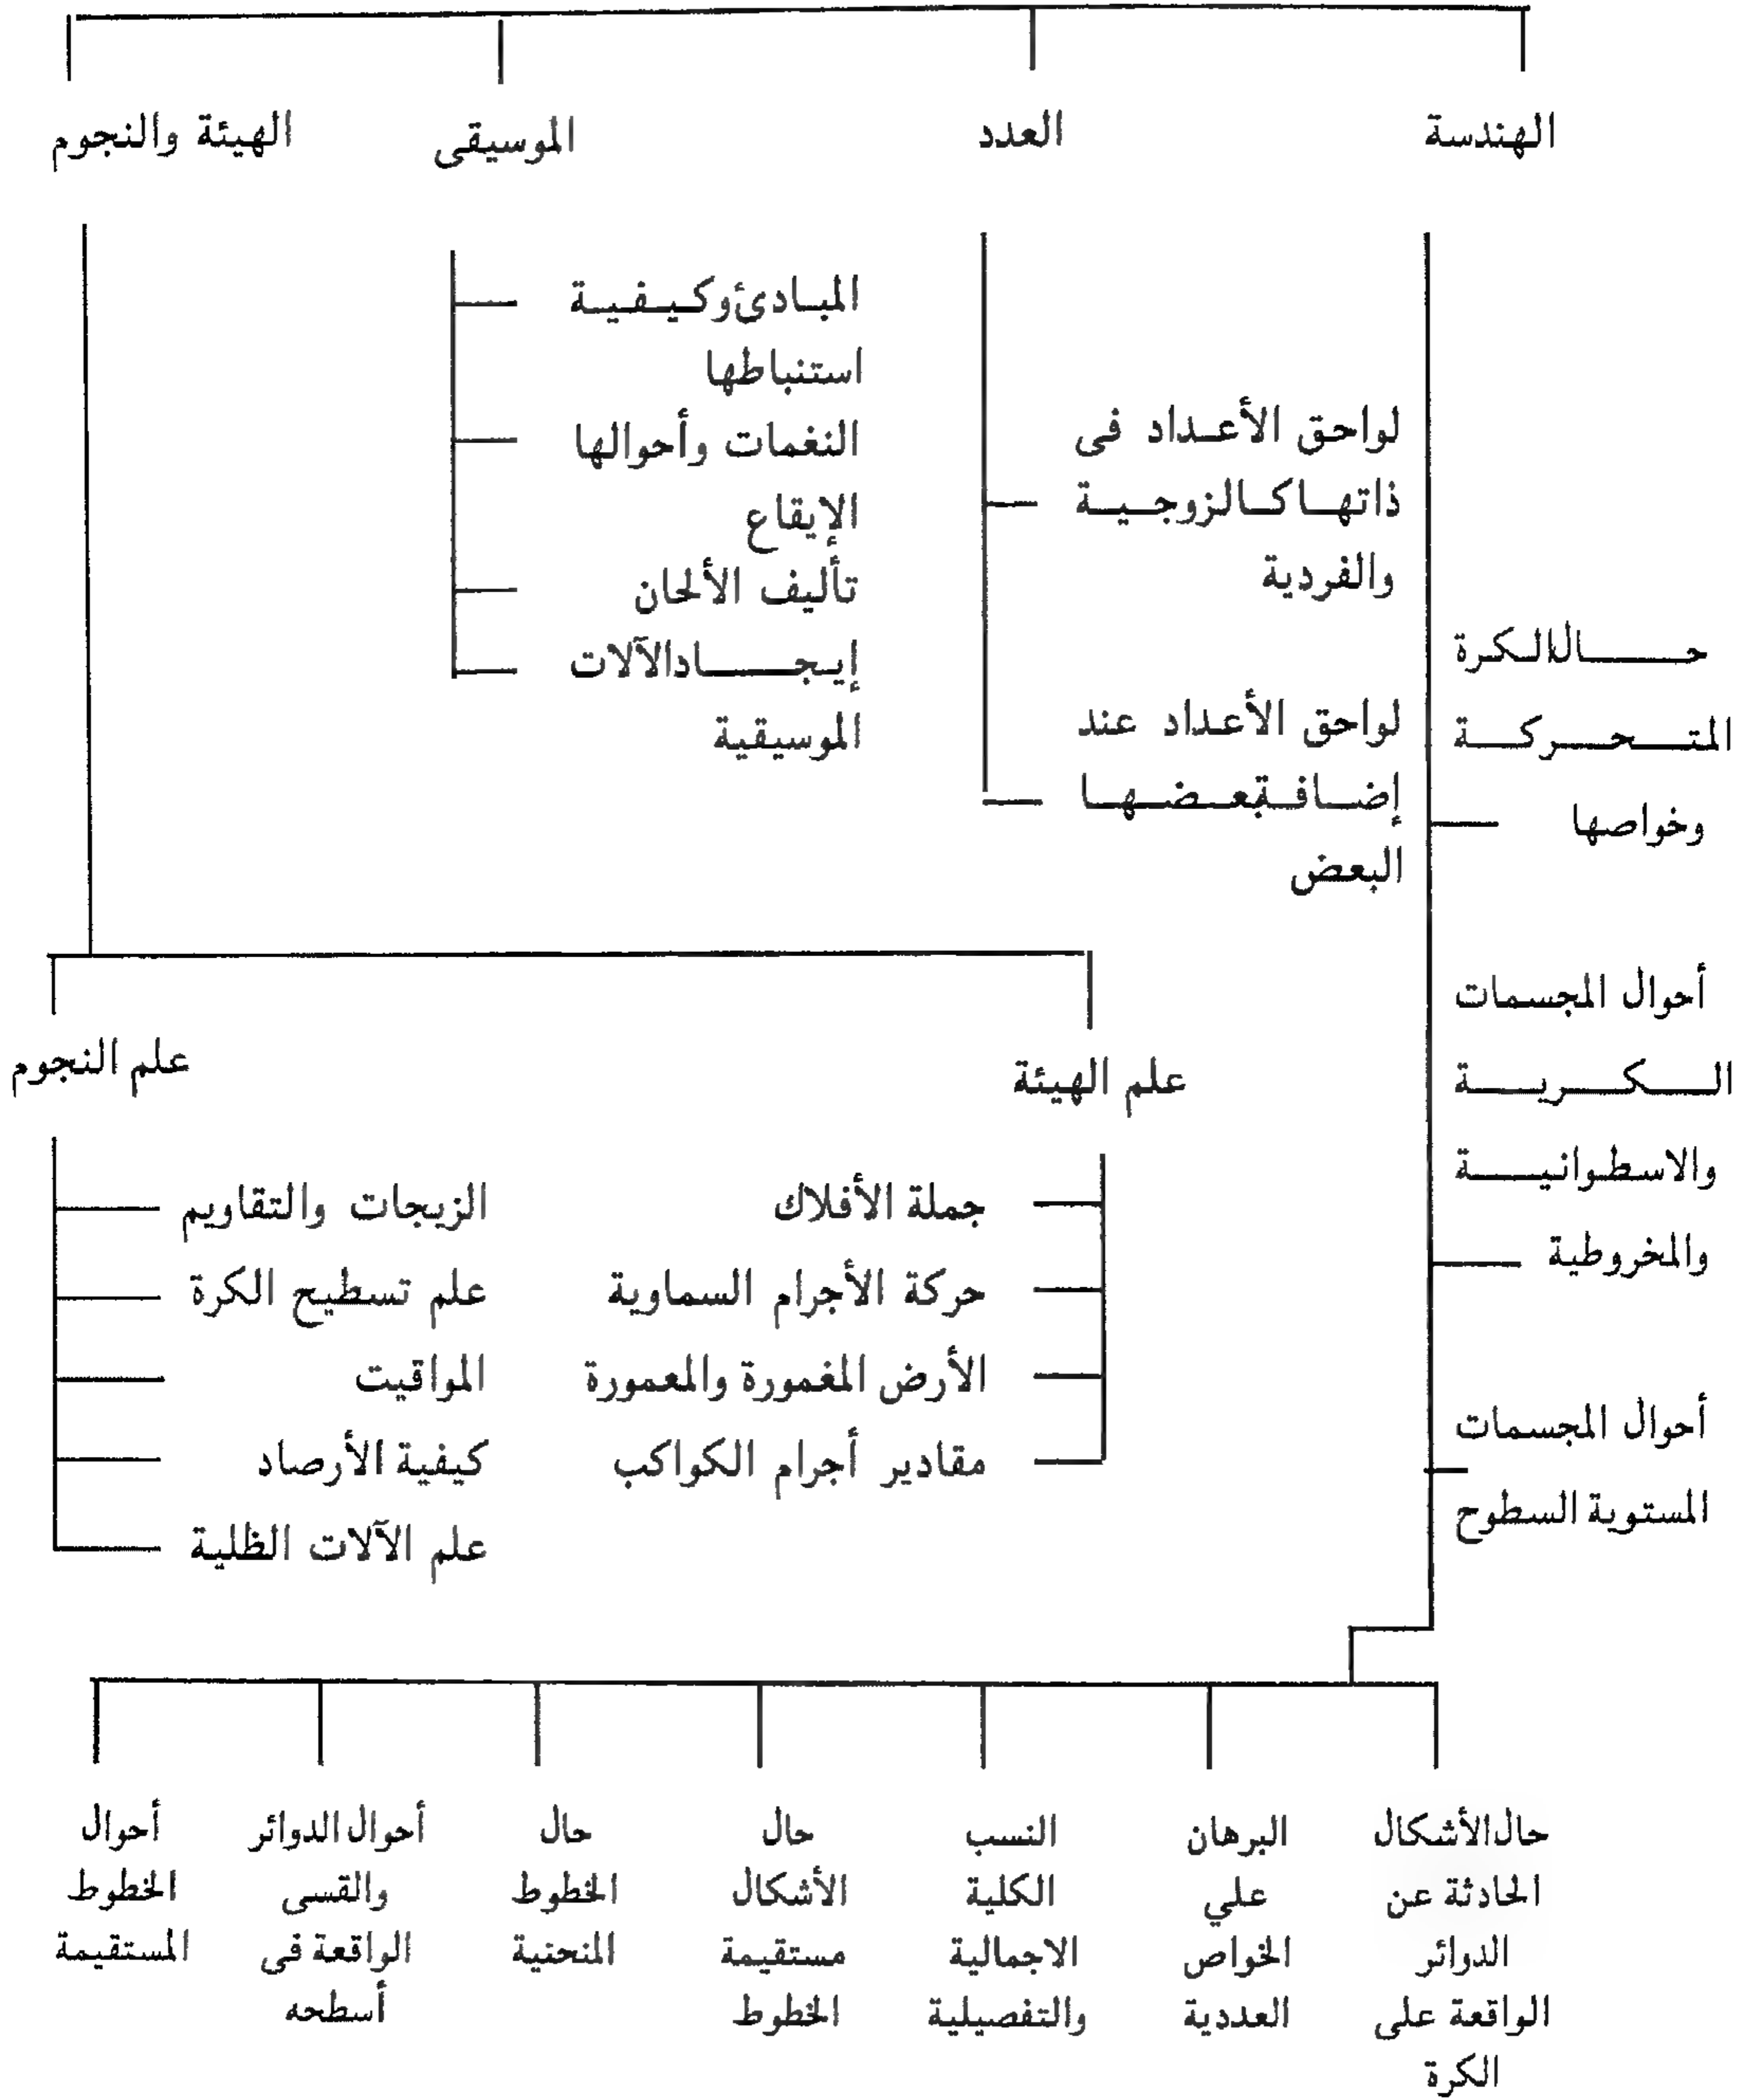 الهندسة
العدد
الموسيقى
الهيئة والنجوم
حال الكرة
المتحركة
وخواصها
أحوال المجسمات
الكرية
والاسطوانية
والمخروطية
أحوال المجسمات
المستوية السطوح
لواحق الأعداد فى
ذاتها كالزوجية
والفردية
لواحق الأعداد عند
إضافة بعضها
البعض
المبادئ وكيفية
استنباطها
النغمات وأحوالها
الإيقاع
تأليف الألحان
إيجاد الآلات
الموسيقية
علم الهيئة
جملة الأفلاك
حركة الأجرام السماوية
الأرض المغمورة والمعمورة
مقادير أجرام الكواكب
علم النجوم
الزيجات والتقاويم
علم تسطيح الكرة
المواقيت
كيفية الأرصاد
علم الآلات الظلية
حال الأشكال
الحادثة عن
الدوائر
الواقعة على
الكرة
البرهان
علي
الخواص
العددية
النسب
الكلية
الاجمالية
والتفصيلية
حال
الأشكال
مستقيمة
الخطوط
حال
الخطوط
المنحنية
أحوال الدوائر
والقسى
الواقعة فى
أسطحه
أحوال
الخطوط
المستقيمة